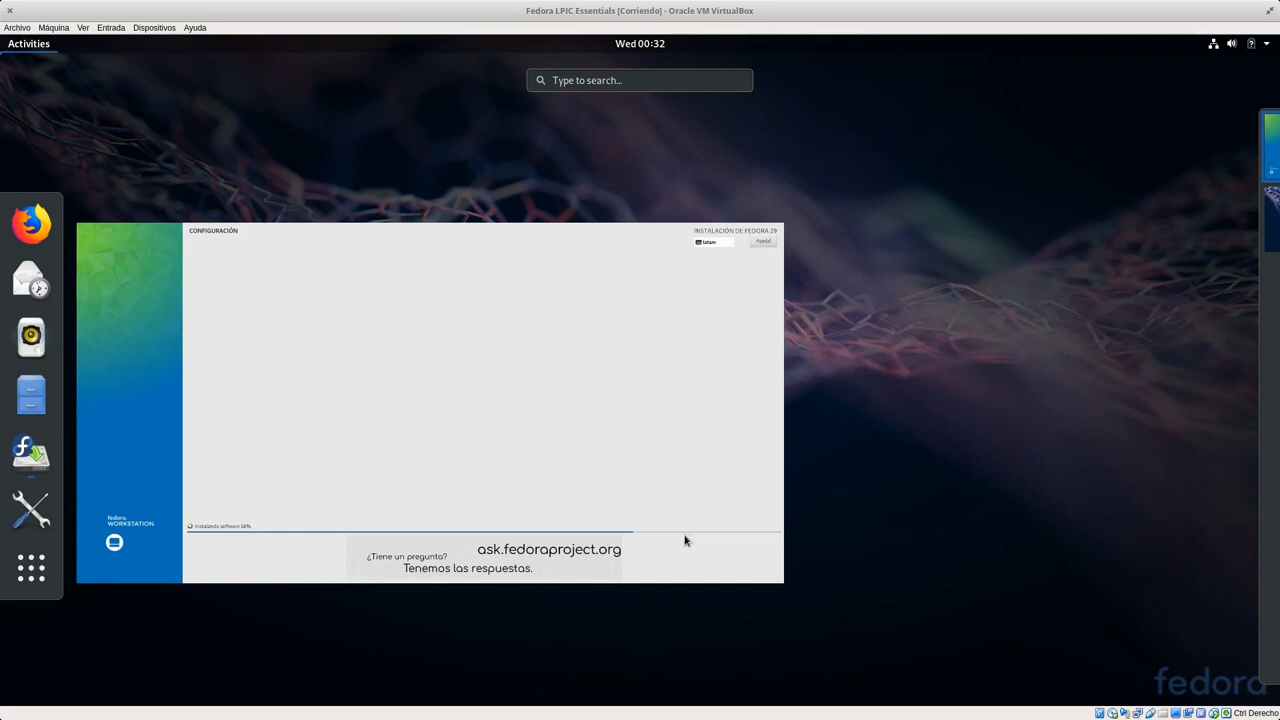 Fedora LPIC Essentials [Corriendo] - Oracle VM VirtualBox
Archivo Máquina Ver Entrada Dispositivos Ayuda
Activities
Wed 00:32
Type to search...
CONFIGURACIÓN
INSTALACIÓN DE FEDORA 29
latam
Ayuda!
fedora
WORKSTATION
Instalando software
¿Tiene un pregunta?
ask.fedoraproject.org
Tenemos las respuestas.
fedora
Ctrl Derecho